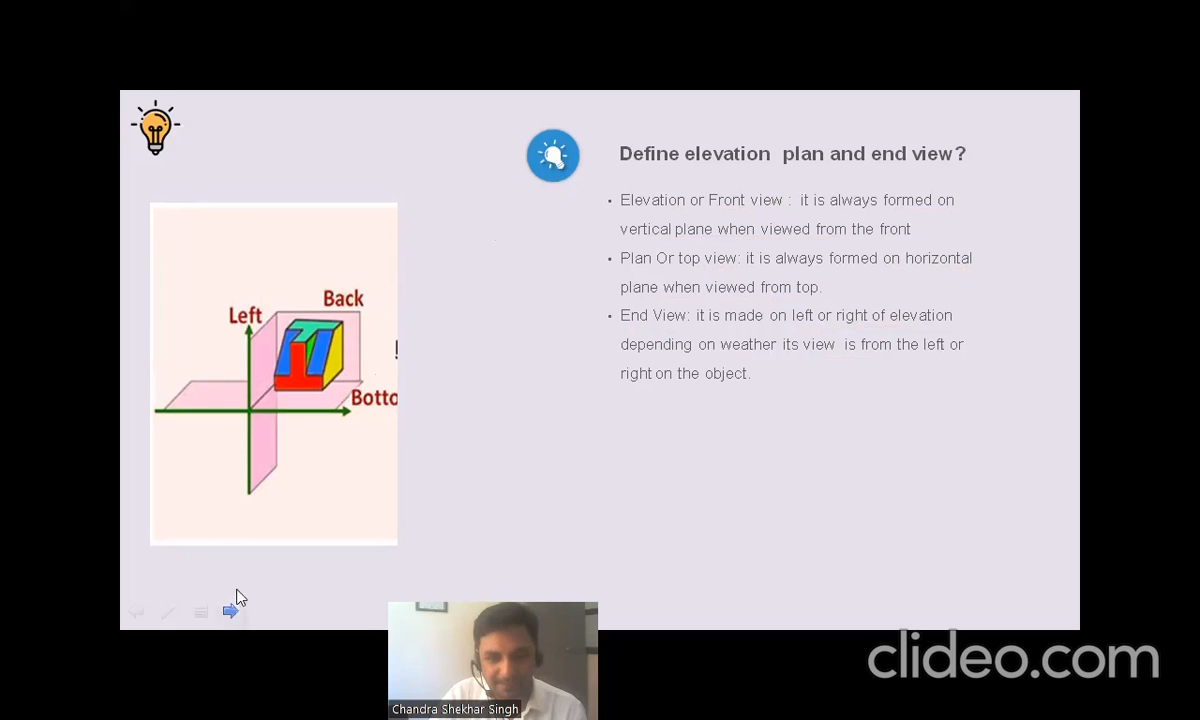 Define elevation plan and end view?
• Elevation or Front view : it is always formed on
vertical plane when viewed from the front
• Plan Or top view: it is always formed on horizontal
plane when viewed from top.
• End View: it is made on left or right of elevation
depending on weather its view is from the left or
right on the object.
Back
Left
Botto
Chandra Shekhar Singh
clideo.com